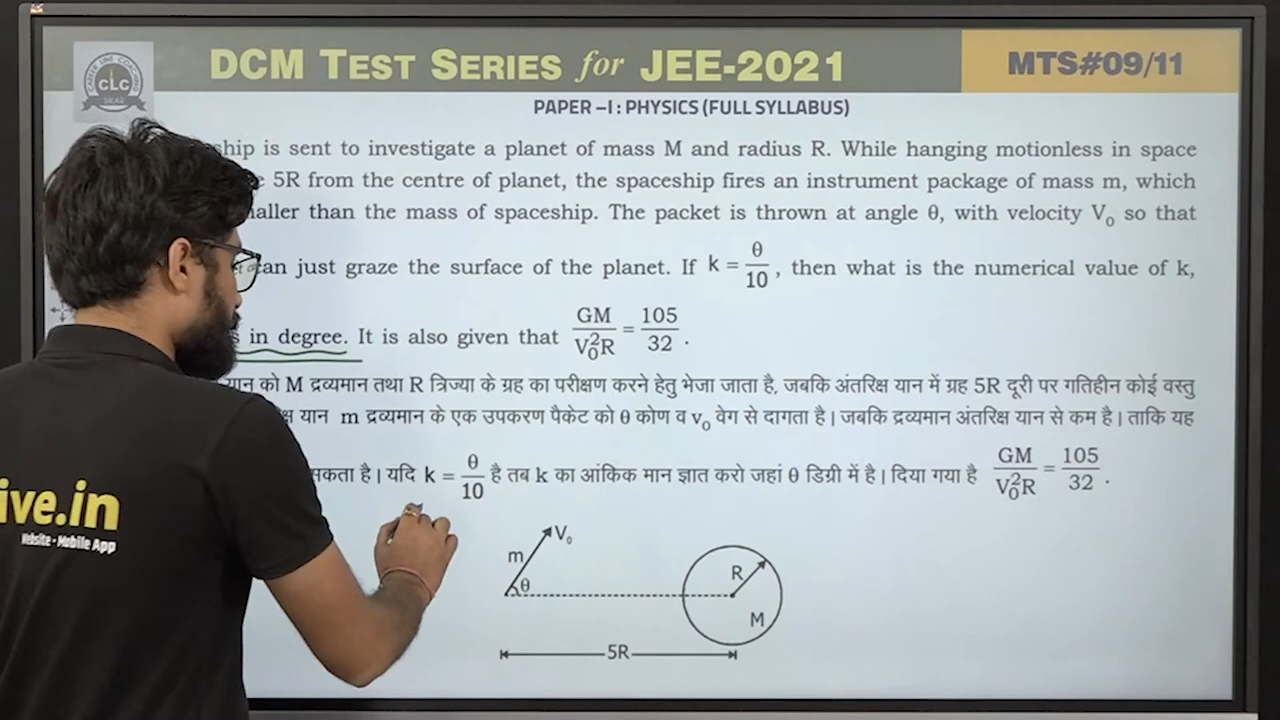 DCM TEST SERIES for JEE-2021
MTS#09/11
CAREER LINE COACHING
CLC
SIKAR
PAPER –I : PHYSICS (FULL SYLLABUS)
ship is sent to investigate a planet of mass M and radius R. While hanging motionless in space
5R from the centre of planet, the spaceship fires an instrument package of mass m, which
aller than the mass of spaceship. The packet is thrown at angle θ, with velocity V₀ so that
can just graze the surface of the planet. If k = θ/10, then what is the numerical value of k,
s in degree. It is also given that GM/V₀²R = 105/32.
यान को M द्रव्यमान तथा R त्रिज्या के ग्रह का परीक्षण करने हेतु भेजा जाता है, जबकि अंतरिक्ष यान में ग्रह 5R दूरी पर गतिहीन कोई वस्तु
क्ष यान m द्रव्यमान के एक उपकरण पैकेट को θ कोण व v₀ वेग से दागता है। जबकि द्रव्यमान अंतरिक्ष यान से कम है। ताकि यह
सकता है। यदि k = θ/10 है तब k का आंकिक मान ज्ञात करो जहां θ डिग्री में है। दिया गया है GM/V₀²R = 105/32.
ive.in
Website - Mobile App
V₀
m
θ
R
M
5R